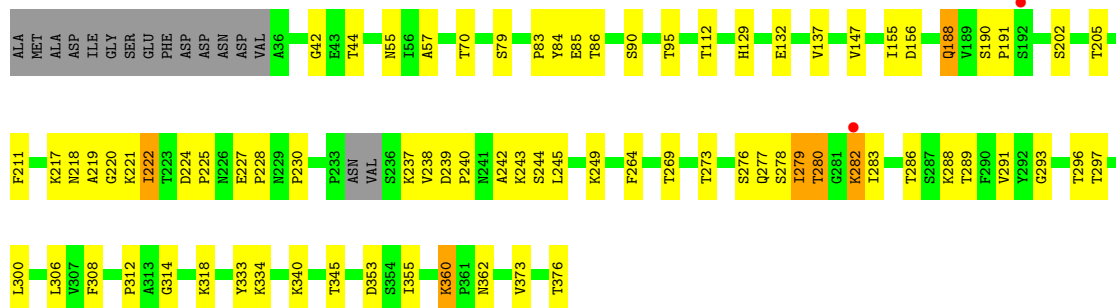 ALA MET ALA ASP ILE GLY SER GLU PHE ASP ASP ASN ASP VAL A36 G42 E43 T44 N55 I56 A57 T70 S79 P83 Y84 E85 T86 S90 T95 T112 H129 E132 V137 V147 I155 D156 Q188 V189 S190 P191 S192 S202 T205
F211 K217 N218 A219 G220 K221 I222 T223 D224 P225 N226 E227 P228 N229 P230 P233 ASN VAL S236 K237 V238 D239 P240 N241 A242 K243 S244 L245 K249 F264 T269 T273 S276 Q277 S278 I279 T280 G281 K282 I283 T286 S287 K288 T289 F290 V291 Y292 G293 T296 T297
L300 L306 V307 F308 P312 A313 G314 K318 Y333 K334 K340 T345 D353 S354 I355 K360 P361 N362 V373 T376